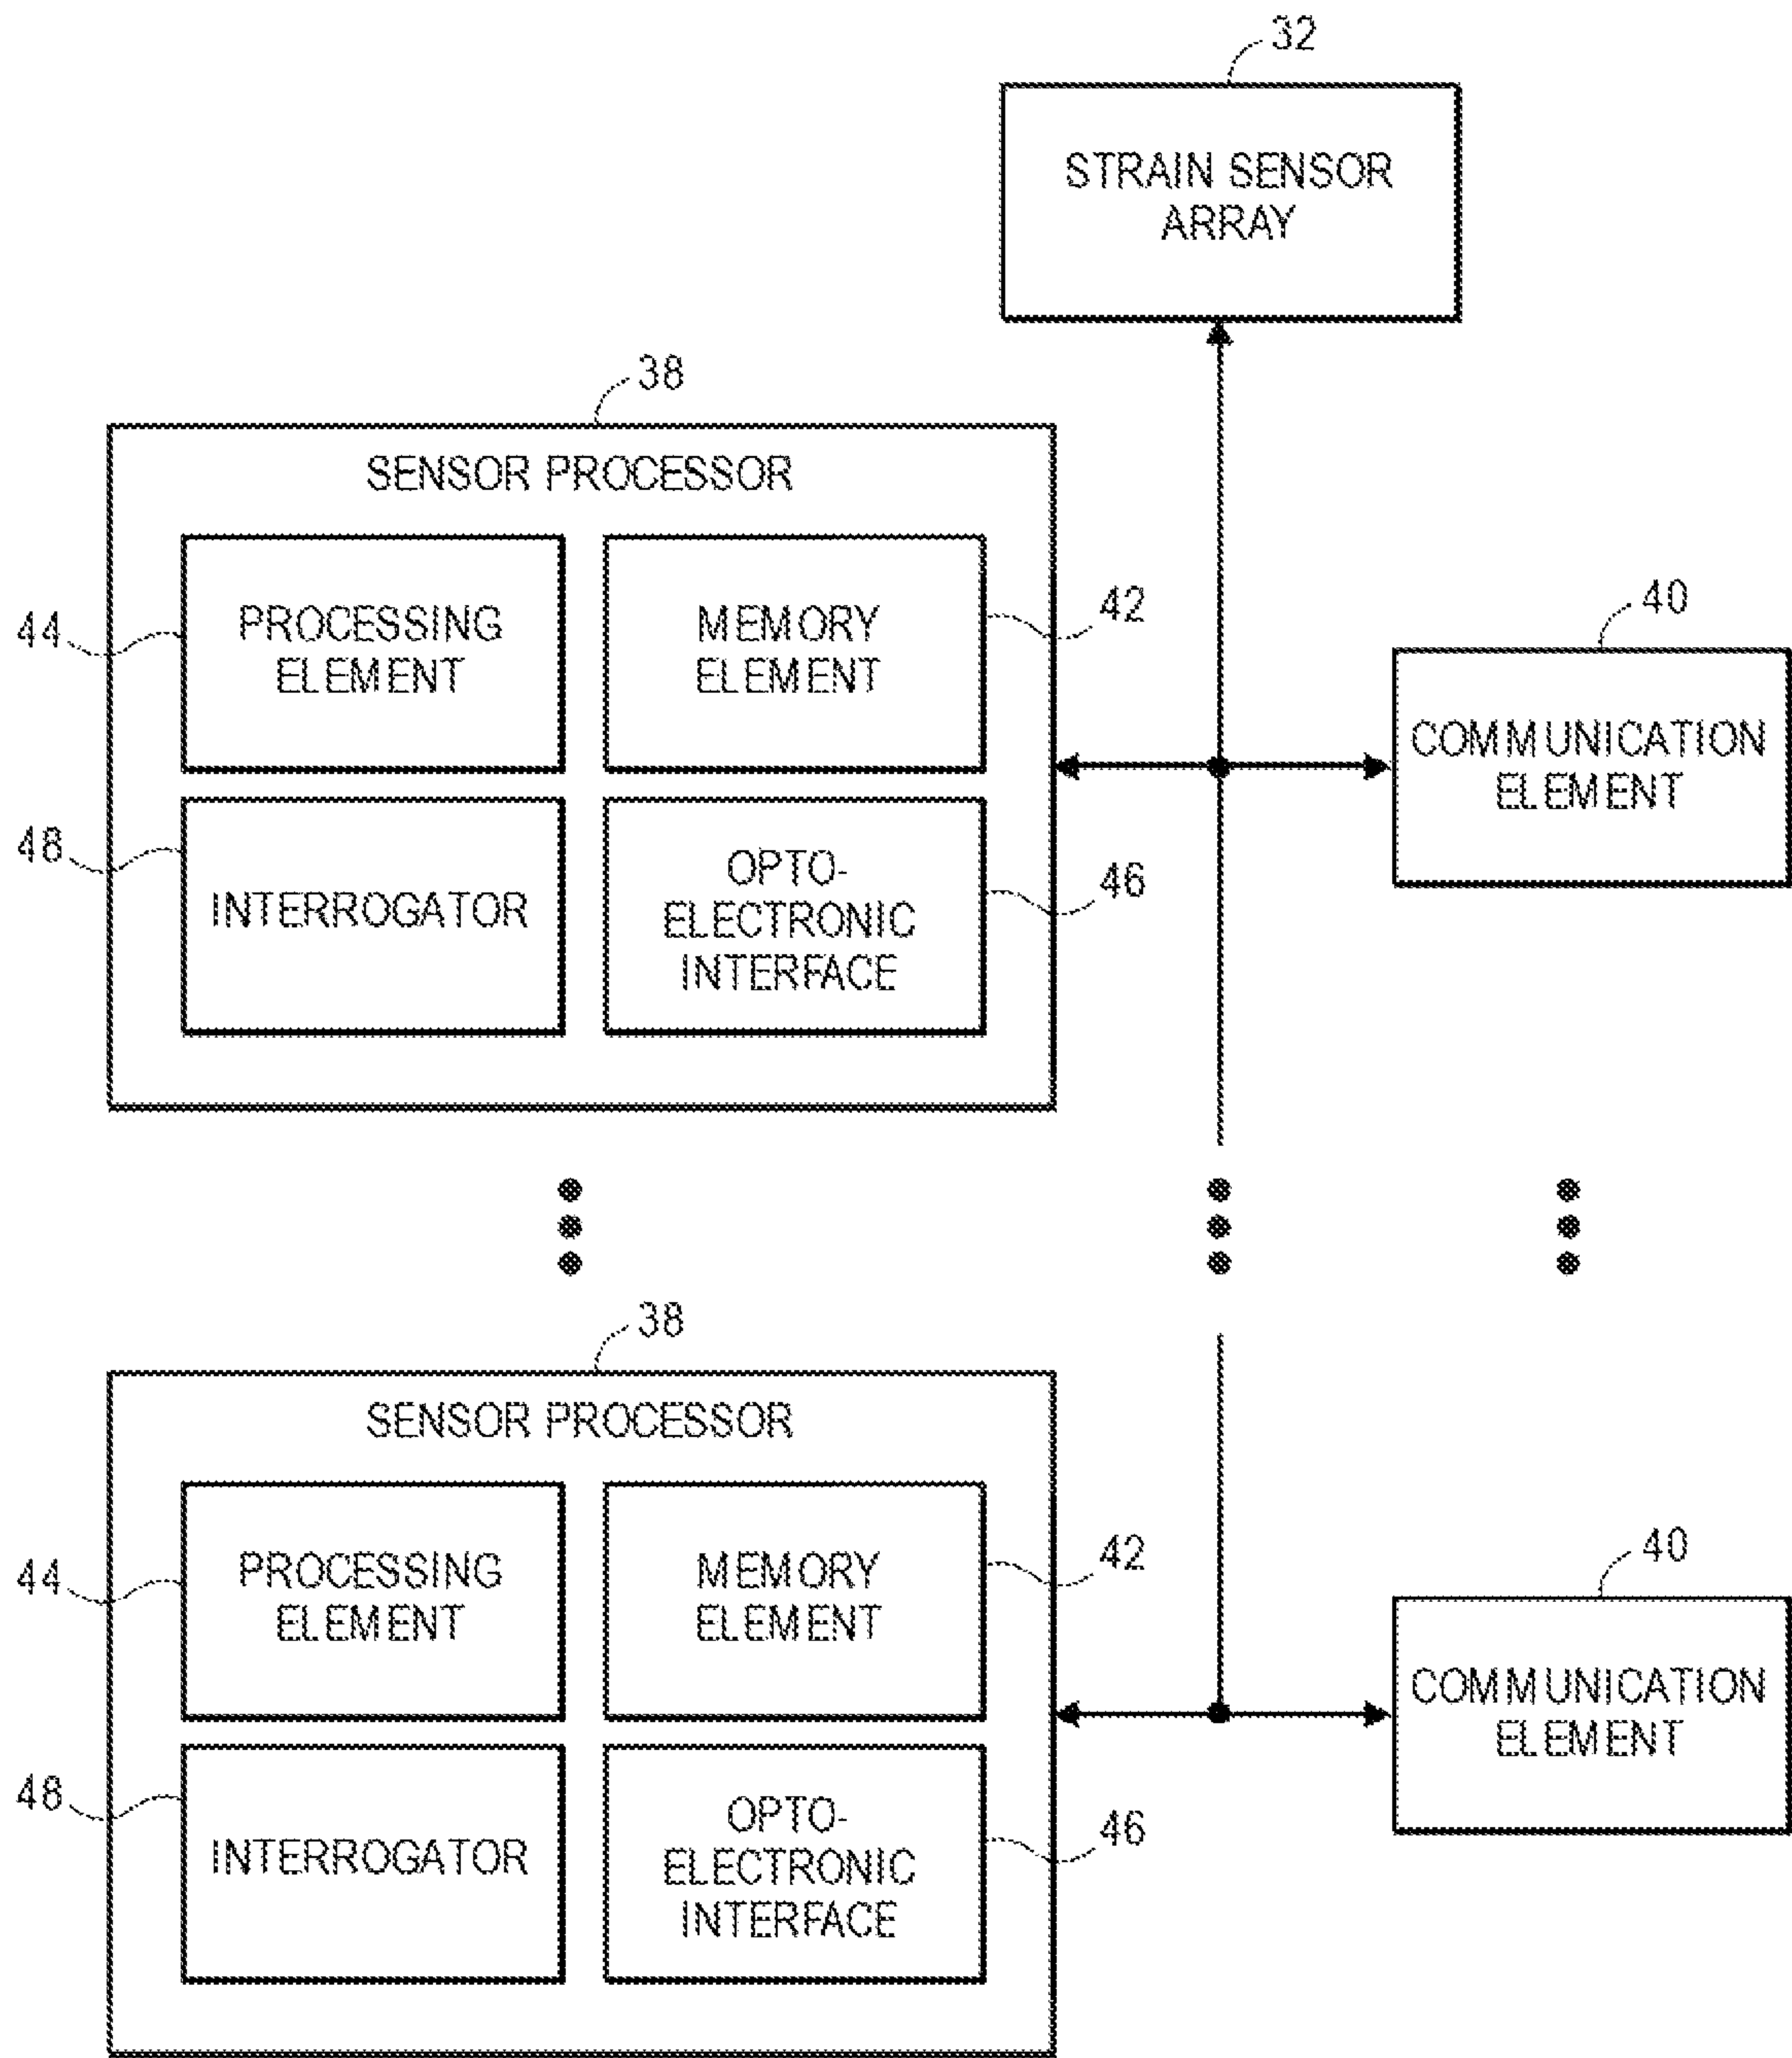 32
STRAIN SENSOR
ARRAY
38
SENSOR PROCESSOR
44
PROCESSING
ELEMENT
MEMORY
ELEMENT
42
40
COMMUNICATION
ELEMENT
48
INTERROGATOR
OPTO-
ELECTRONIC
INTERFACE
46
38
SENSOR PROCESSOR
44
PROCESSING
ELEMENT
MEMORY
ELEMENT
42
40
COMMUNICATION
ELEMENT
48
INTERROGATOR
OPTO-
ELECTRONIC
INTERFACE
46